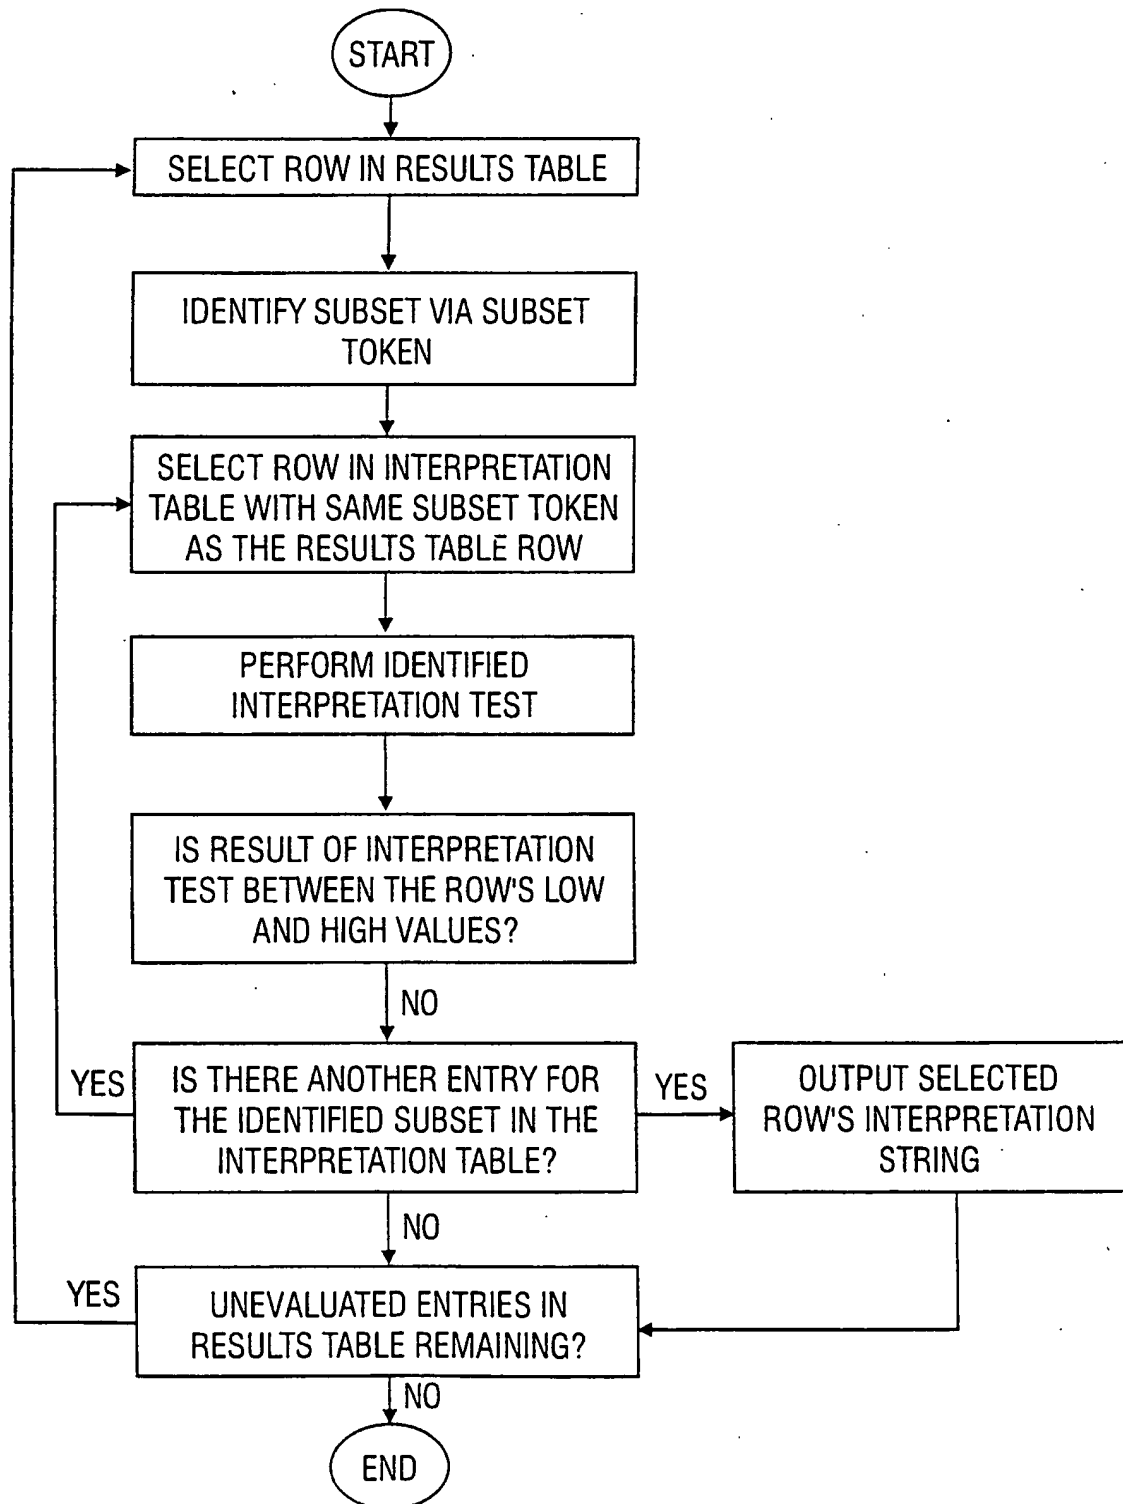 START
SELECT ROW IN RESULTS TABLE
IDENTIFY SUBSET VIA SUBSET
TOKEN
SELECT ROW IN INTERPRETATION
TABLE WITH SAME SUBSET TOKEN
AS THE RESULTS TABLE ROW
PERFORM IDENTIFIED
INTERPRETATION TEST
IS RESULT OF INTERPRETATION
TEST BETWEEN THE ROW'S LOW
AND HIGH VALUES?
NO
YES
IS THERE ANOTHER ENTRY FOR
THE IDENTIFIED SUBSET IN THE
INTERPRETATION TABLE?
YES
OUTPUT SELECTED
ROW'S INTERPRETATION
STRING
NO
YES
UNEVALUATED ENTRIES IN
RESULTS TABLE REMAINING?
NO
END